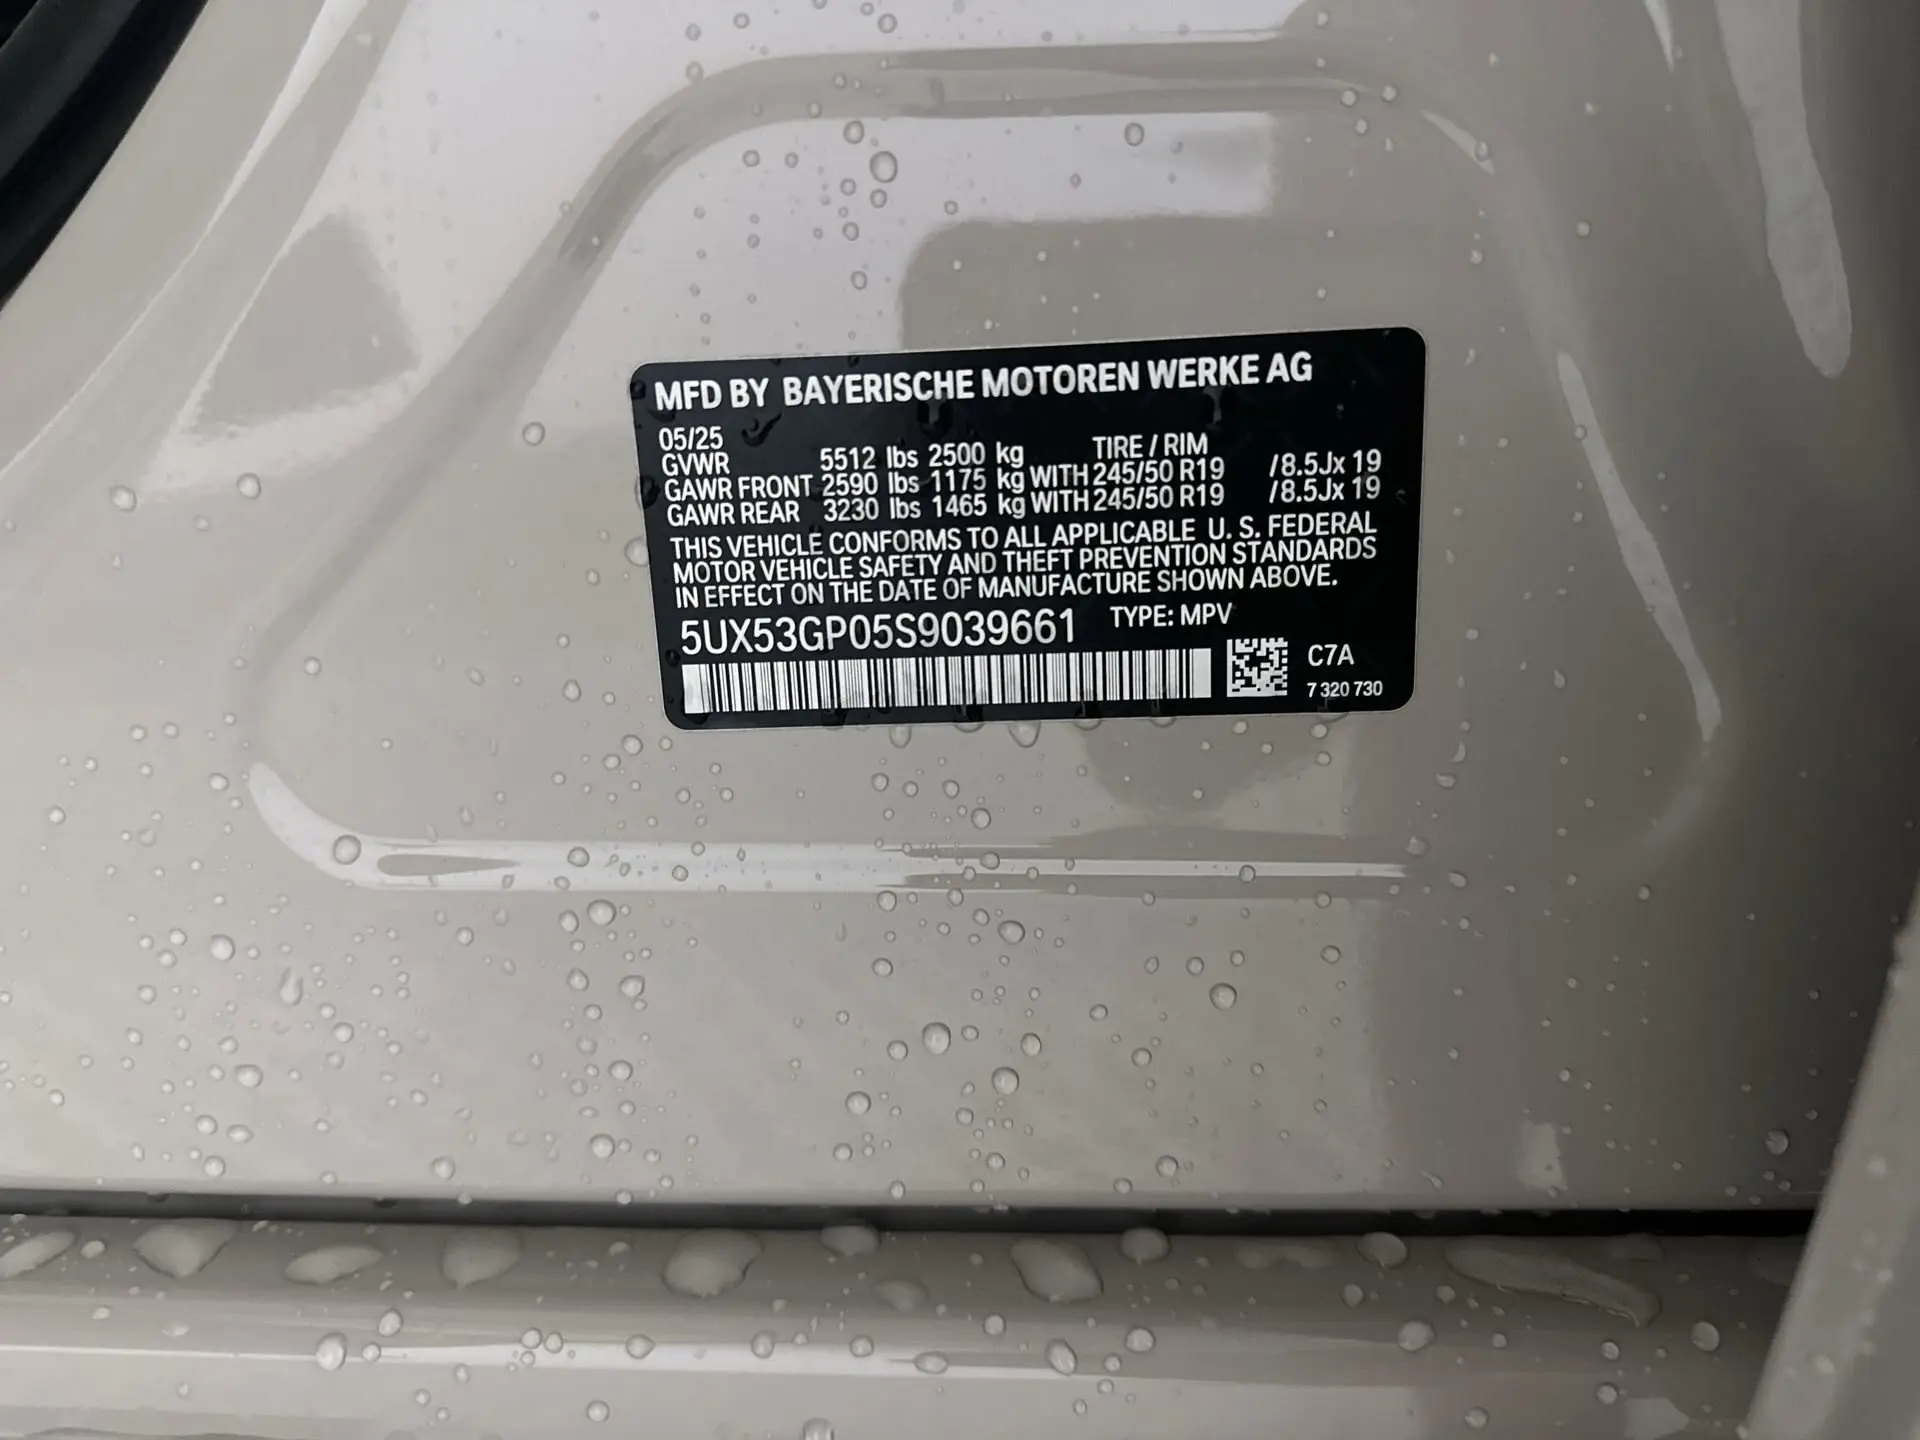 MFD BY BAYERISCHE MOTOREN WERKE AG
05/25
GVWR 5512 lbs 2500 kg TIRE / RIM
GAWR FRONT 2590 lbs 1175 kg WITH 245/50 R19 /8.5Jx 19
GAWR REAR 3230 lbs 1465 kg WITH 245/50 R19 /8.5Jx 19
THIS VEHICLE CONFORMS TO ALL APPLICABLE U. S. FEDERAL
MOTOR VEHICLE SAFETY AND THEFT PREVENTION STANDARDS
IN EFFECT ON THE DATE OF MANUFACTURE SHOWN ABOVE.
5UX53GP05S9039661 TYPE: MPV
C7A
7 320 730